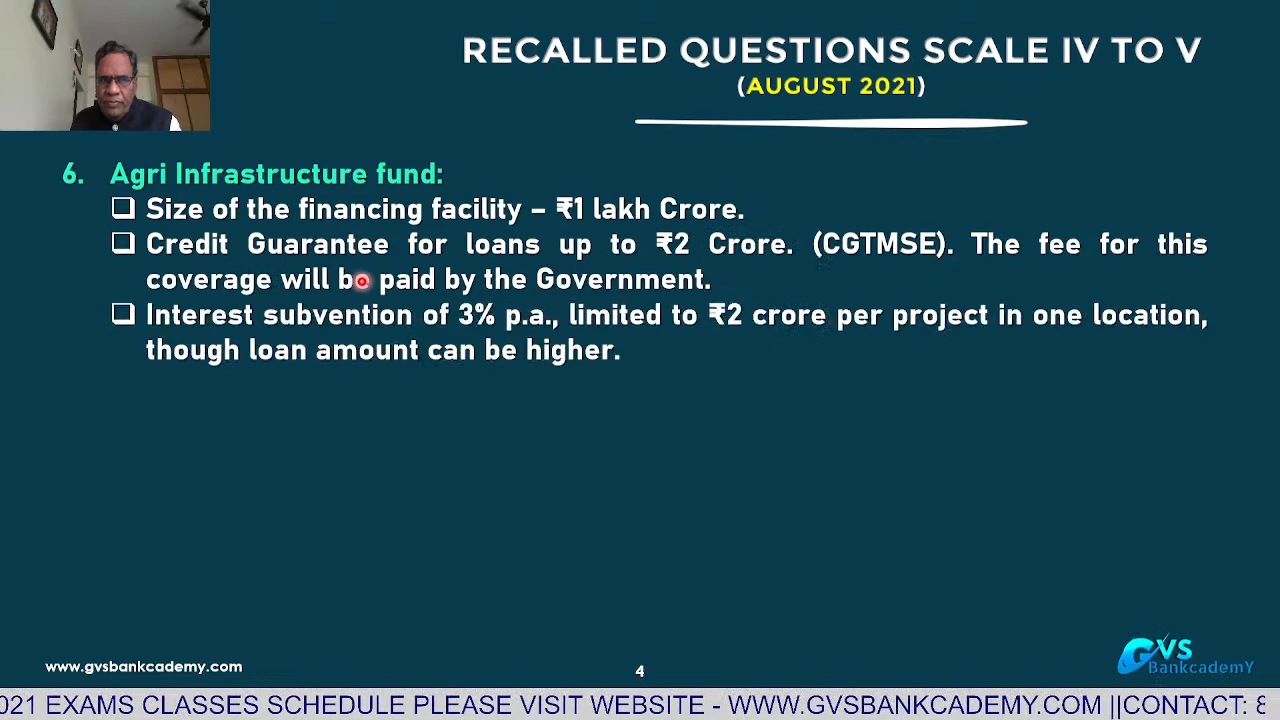 RECALLED QUESTIONS SCALE IV TO V
(AUGUST 2021)
6. Agri Infrastructure fund:
❑ Size of the financing facility – ₹1 lakh Crore.
❑ Credit Guarantee for loans up to ₹2 Crore. (CGTMSE). The fee for this
coverage will be paid by the Government.
❑ Interest subvention of 3% p.a., limited to ₹2 crore per project in one location,
though loan amount can be higher.
www.gvsbankcademy.com
4
GVS
BankcademY
021 EXAMS CLASSES SCHEDULE PLEASE VISIT WEBSITE - WWW.GVSBANKCADEMY.COM ||CONTACT: 8